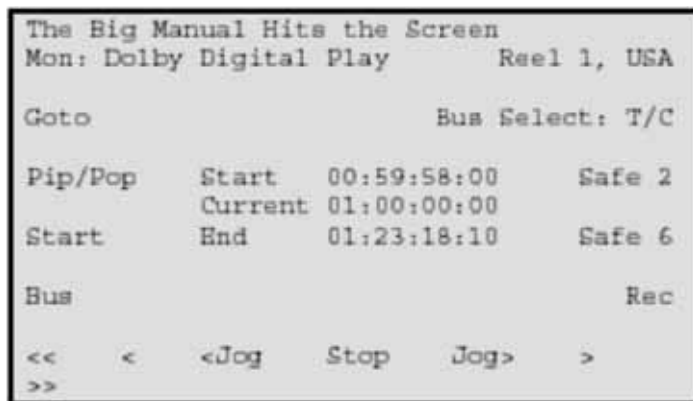 The Big Manual Hits the Screen
Mon: Dolby Digital Play Reel 1, USA
Goto Bus Select: T/C
Pip/Pop Start 00:59:58:00 Safe 2
Current 01:00:00:00
Start End 01:23:18:10 Safe 6
Bus Rec
<< < <Jog Stop Jog> >
>>